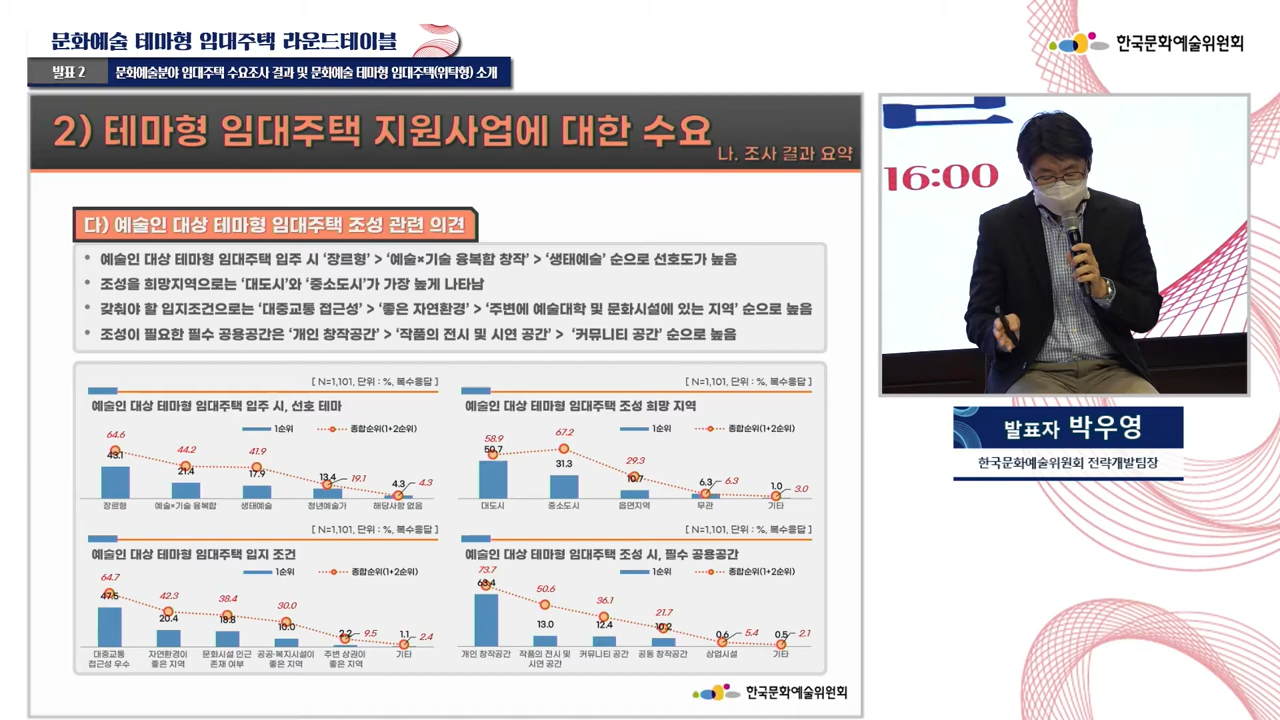 문화예술 테마형 임대주택 라운드테이블
발표 2
문화예술분야 임대주택 수요조사 결과 및 문화예술 테마형 임대주택(위탁형) 소개
한국문화예술위원회
2) 테마형 임대주택 지원사업에 대한 수요
나. 조사 결과 요약
다) 예술인 대상 테마형 임대주택 조성 관련 의견
• 예술인 대상 테마형 임대주택 입주 시 ‘장르형’ > ‘예술×기술 융복합 창작’ > ‘생태예술’ 순으로 선호도가 높음
• 조성을 희망지역으로는 ‘대도시’와 ‘중소도시’가 가장 높게 나타남
• 갖춰야 할 입지조건으로는 ‘대중교통 접근성’ > ‘좋은 자연환경’ > ‘주변에 예술대학 및 문화시설에 있는 지역’ 순으로 높음
• 조성이 필요한 필수 공용공간은 ‘개인 창작공간’ > ‘작품의 전시 및 시연 공간’ > ‘커뮤니티 공간’ 순으로 높음
[ N=1,101, 단위 : %, 복수응답 ]
예술인 대상 테마형 임대주택 입주 시, 선호 테마
1순위 종합순위(1+2순위)
64.6 44.2 41.9 19.1 4.3
43.1 21.4 17.9 13.4 4.3
장르형 예술×기술 융복합 생태예술 청년예술가 해당사항 없음
[ N=1,101, 단위 : %, 복수응답 ]
예술인 대상 테마형 임대주택 조성 희망 지역
1순위 종합순위(1+2순위)
58.9 67.2 29.3 6.3 3.0
50.7 31.3 10.7 6.3 1.0
대도시 중소도시 읍면지역 무관 기타
[ N=1,101, 단위 : %, 복수응답 ]
예술인 대상 테마형 임대주택 입지 조건
1순위 종합순위(1+2순위)
64.7 42.3 38.4 30.0 9.5 2.4
47.5 20.4 18.8 10.0 2.2 1.1
대중교통 자연환경이 문화시설 인근 공공·복지시설이 주변 상권이 기타
접근성 우수 좋은 지역 존재 여부 좋은 지역 좋은 지역
[ N=1,101, 단위 : %, 복수응답 ]
예술인 대상 테마형 임대주택 조성 시, 필수 공용공간
1순위 종합순위(1+2순위)
73.7 50.6 36.1 21.7 5.4 2.1
63.4 13.0 12.4 10.2 0.6 0.5
개인 창작공간 작품의 전시 및 커뮤니티 공간 공동 창작공간 상업시설 기타
시연 공간
한국문화예술위원회
16:00
발표자 박우영
한국문화예술위원회 전략개발팀장